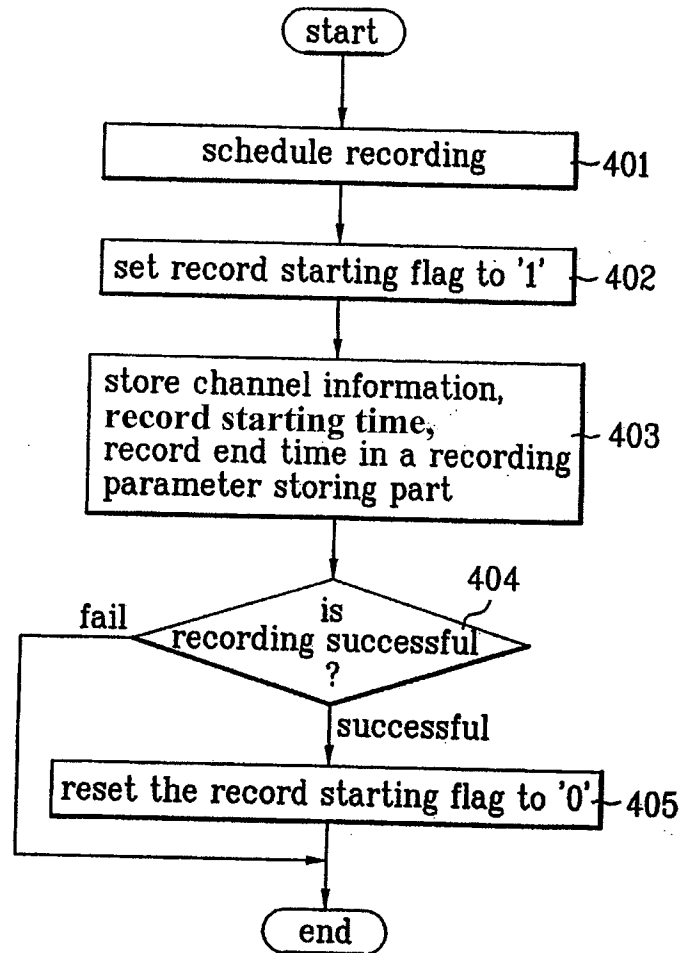 start
schedule recording
401
set record starting flag to '1'
402
store channel information,
record starting time,
record end time in a recording
parameter storing part
403
404
fail
is
recording successful
?
successful
reset the record starting flag to '0'
405
end